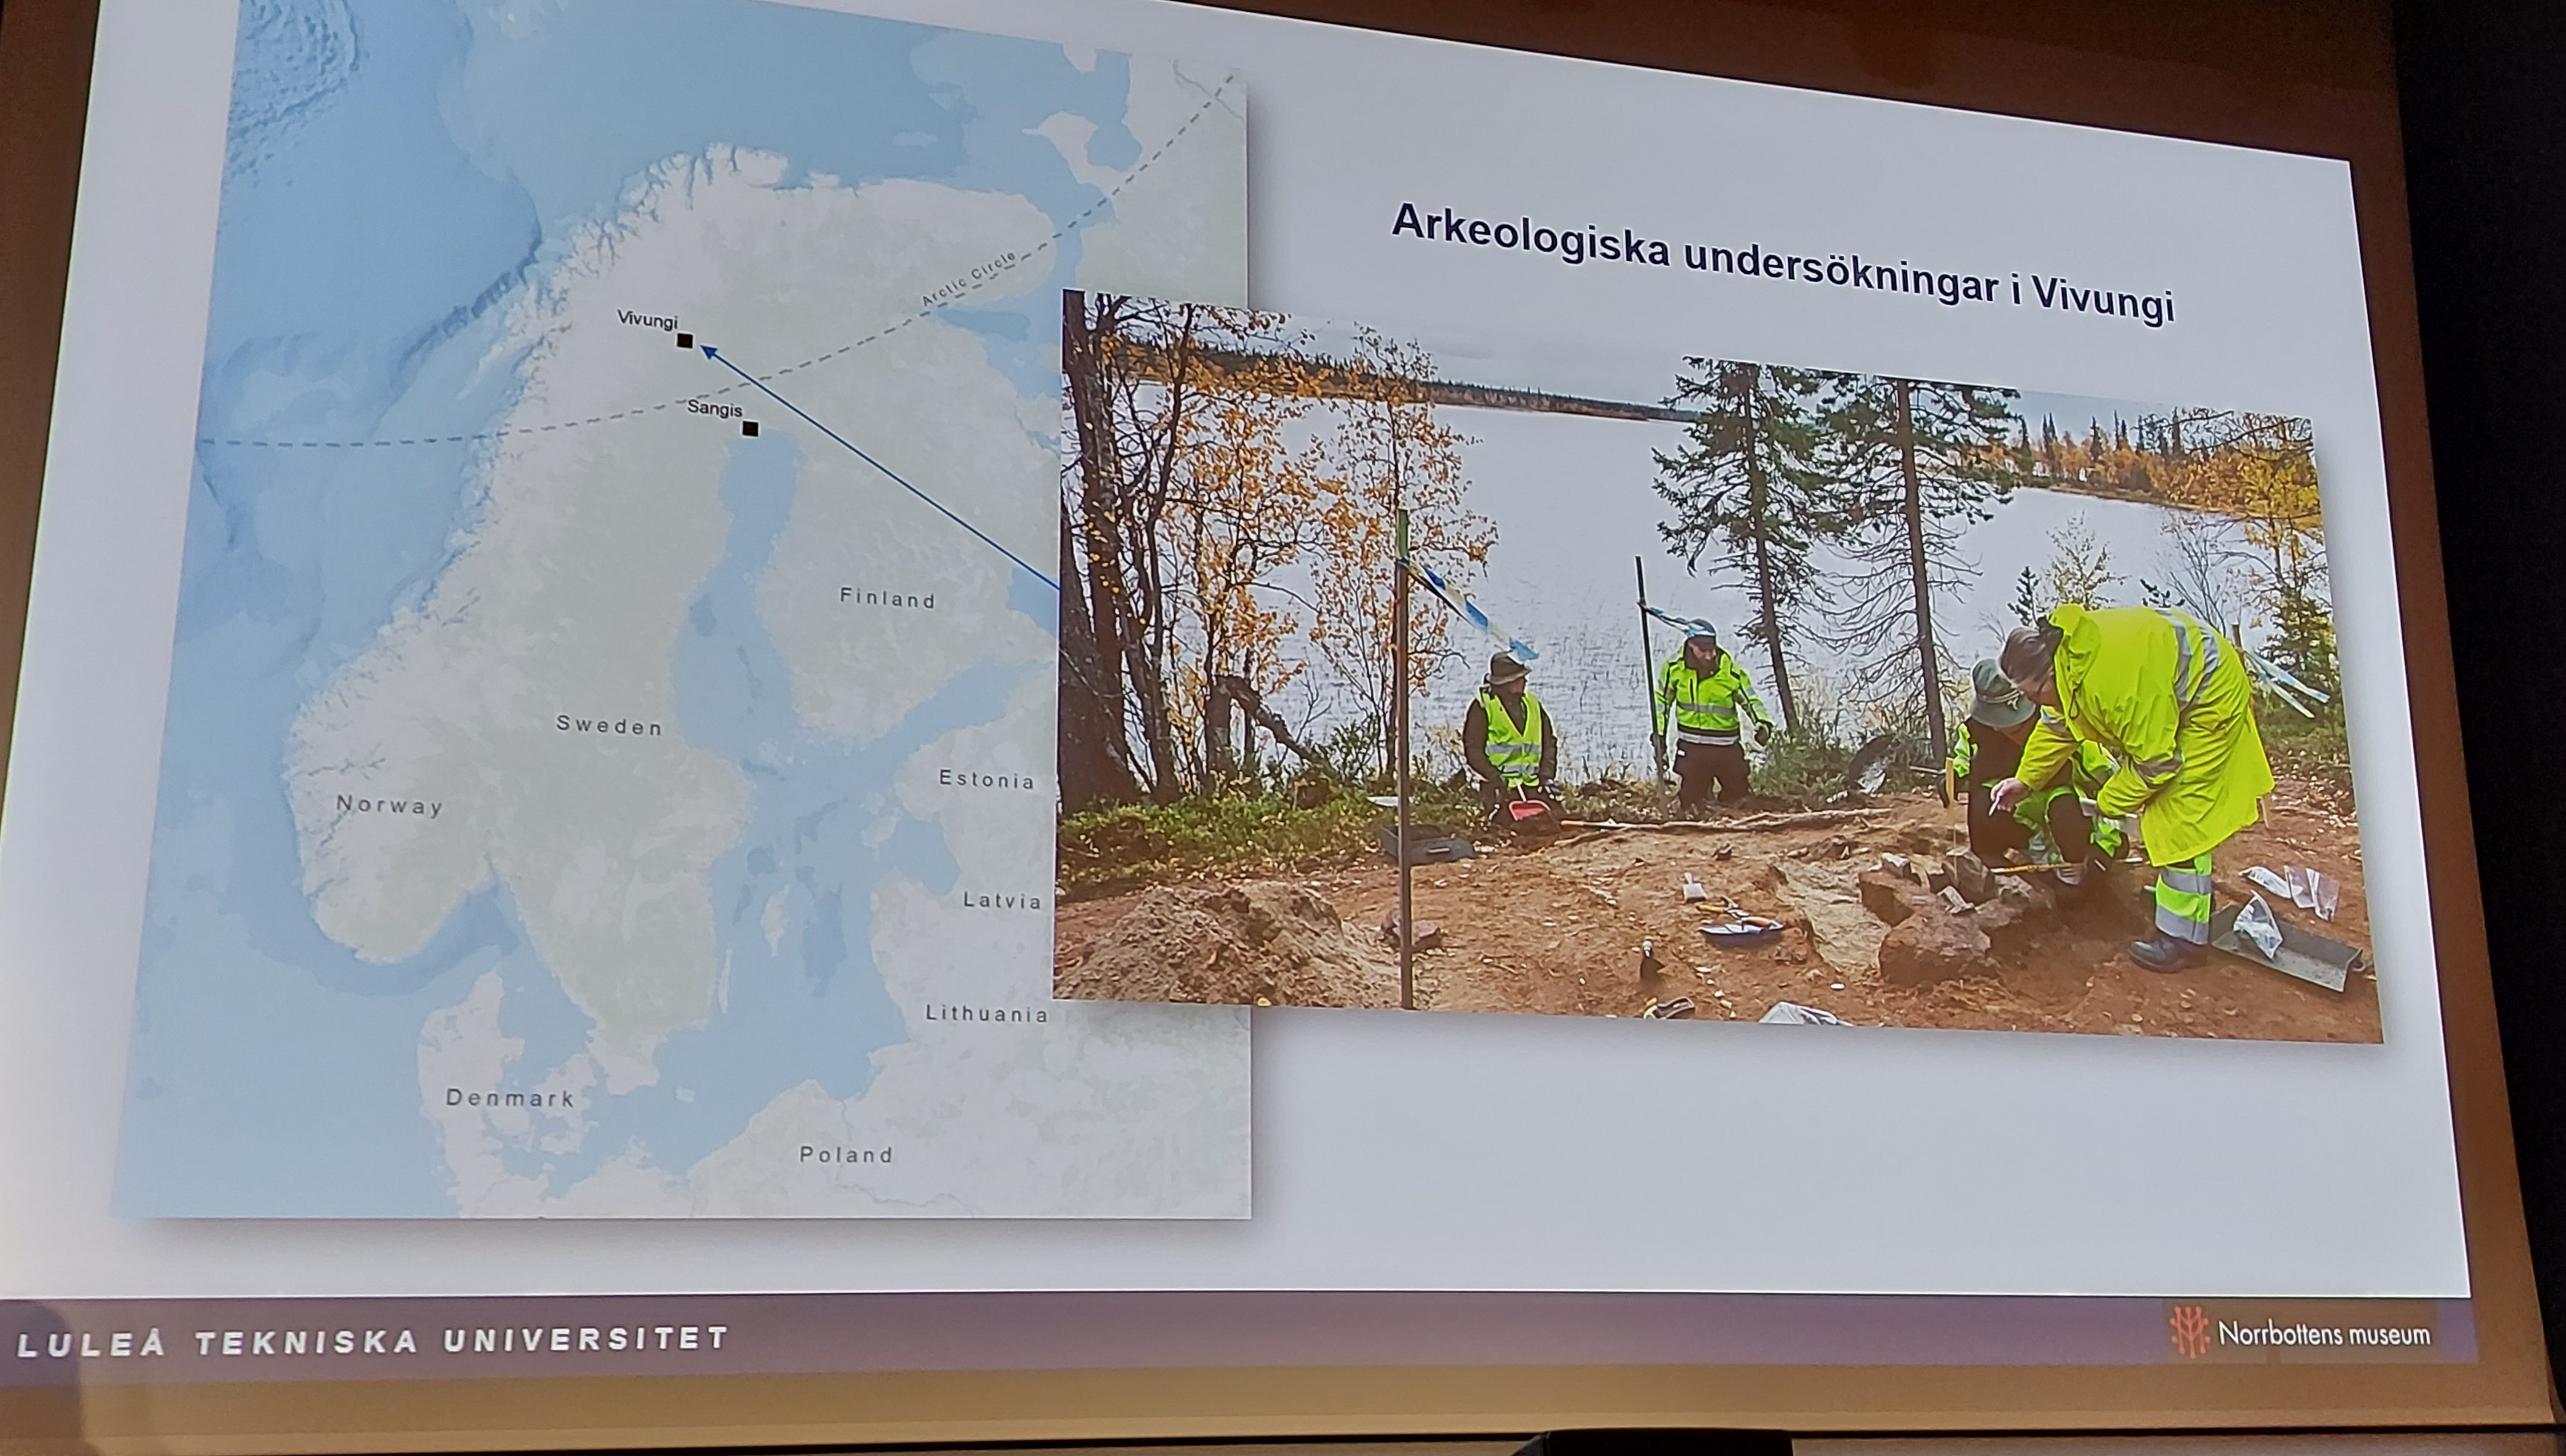 Arkeologiska undersökningar i Vivungi
Arctic Circle
Vivungi
Sangis
Finland
Sweden
Norway
Estonia
Latvia
Lithuania
Denmark
Poland
LULEÅ TEKNISKA UNIVERSITET
Norrbottens museum